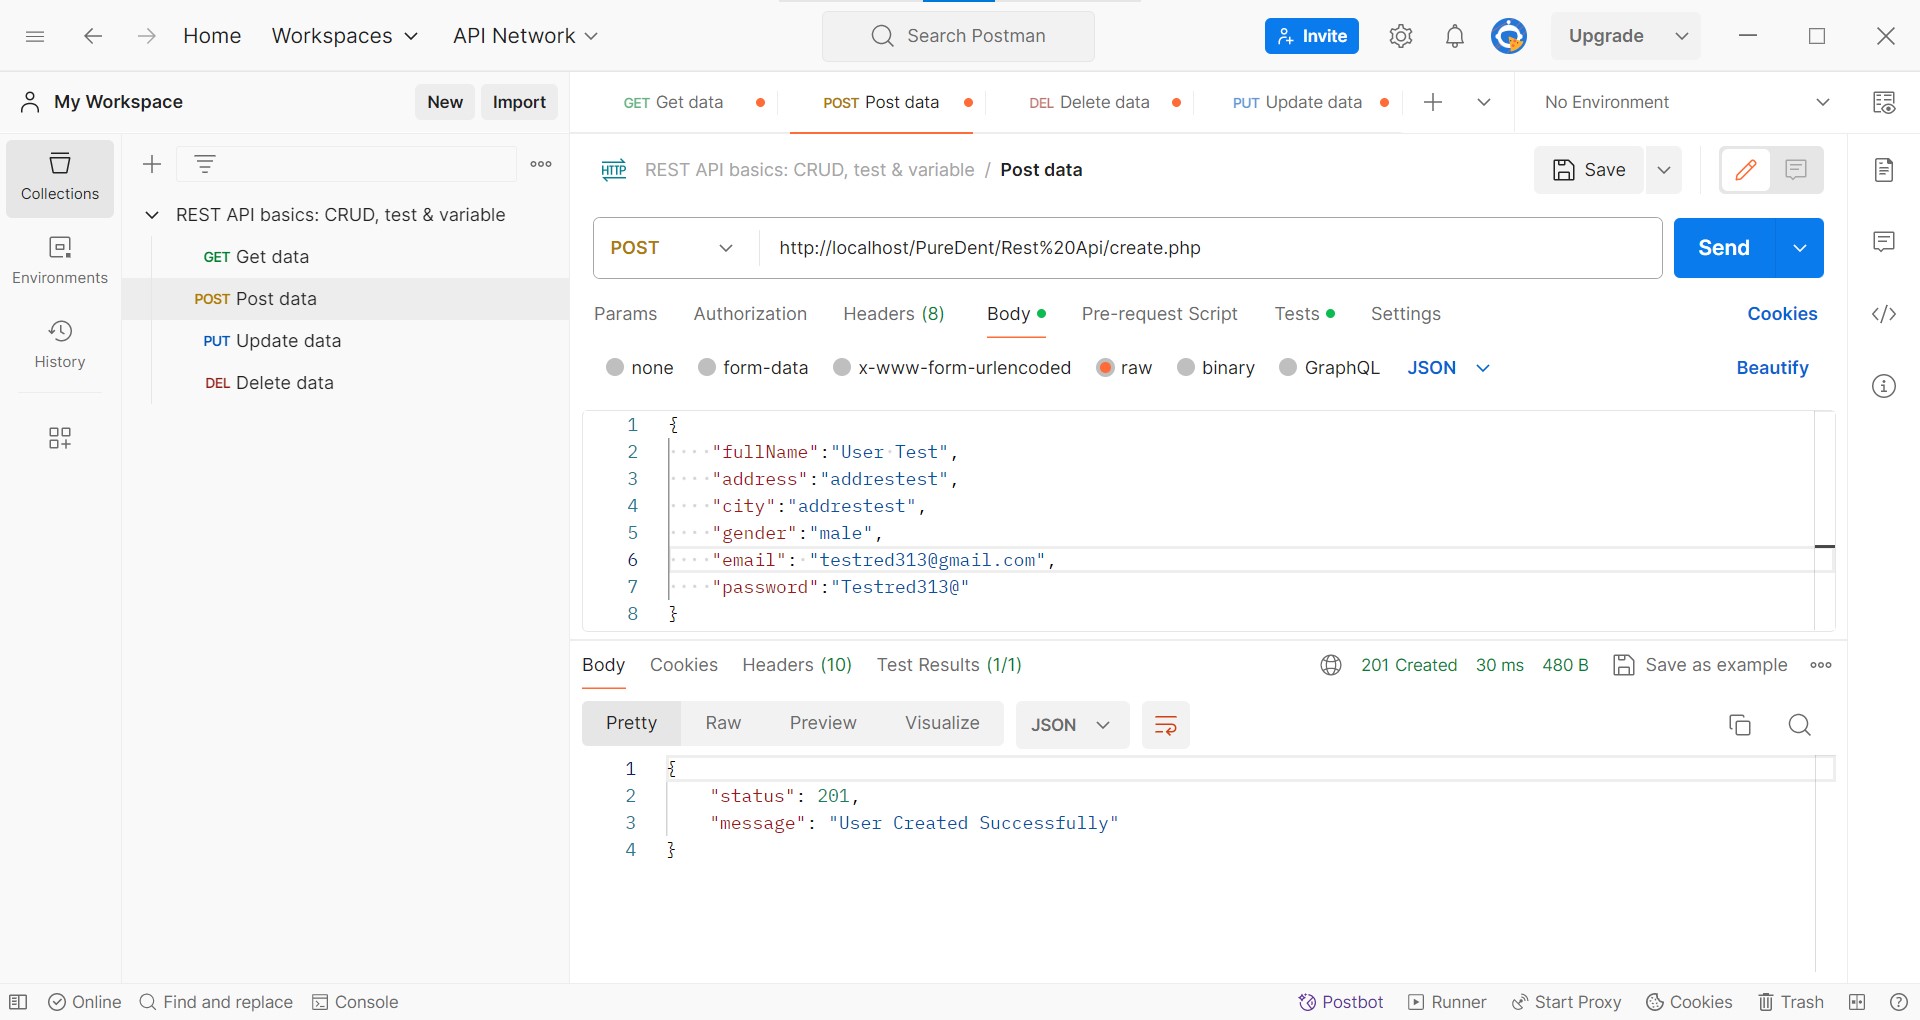 Home Workspaces API Network Search Postman Invite Upgrade
My Workspace New Import
GET Get data POST Post data DEL Delete data PUT Update data No Environment
Collections
Environments
History
REST API basics: CRUD, test & variable
GET Get data
POST Post data
PUT Update data
DEL Delete data
HTTP REST API basics: CRUD, test & variable / Post data Save
POST http://localhost/PureDent/Rest%20Api/create.php Send
Params Authorization Headers (8) Body Pre-request Script Tests Settings Cookies
none form-data x-www-form-urlencoded raw binary GraphQL JSON Beautify
1 {
2 "fullName":"User Test",
3 "address":"addrestest",
4 "city":"addrestest",
5 "gender":"male",
6 "email": "testred313@gmail.com",
7 "password":"Testred313@"
8 }
Body Cookies Headers (10) Test Results (1/1) 201 Created 30 ms 480 B Save as example
Pretty Raw Preview Visualize JSON
1 {
2 "status": 201,
3 "message": "User Created Successfully"
4 }
Online Find and replace Console Postbot Runner Start Proxy Cookies Trash